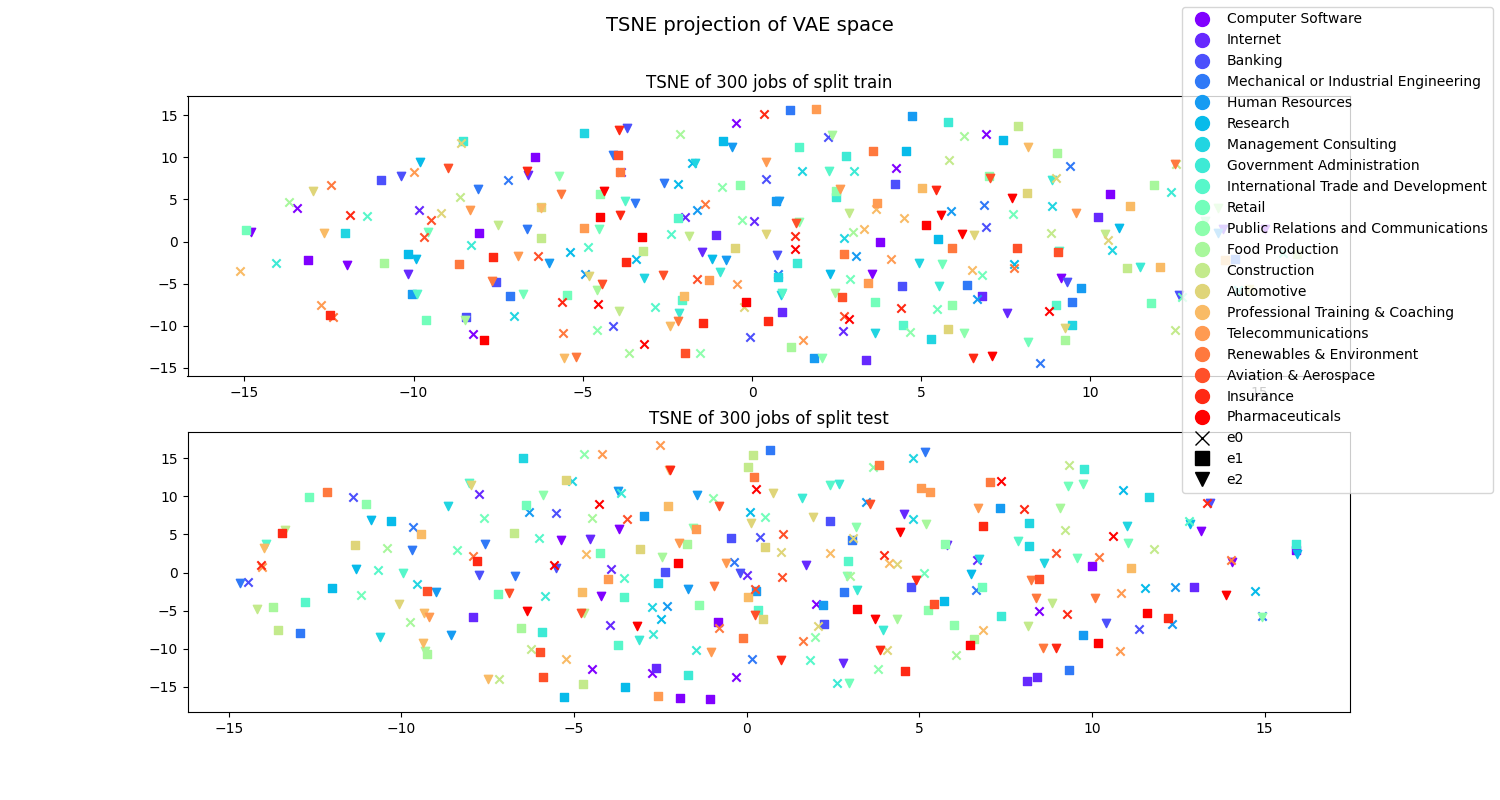 TSNE projection of VAE space
TSNE of 300 jobs of split train
15
10
5
0
−5
−10
−15
−15
−10
−5
0
5
10
15
TSNE of 300 jobs of split test
15
10
5
0
−5
−10
−15
−15
−10
−5
0
5
10
15
Computer Software
Internet
Banking
Mechanical or Industrial Engineering
Human Resources
Research
Management Consulting
Government Administration
International Trade and Development
Retail
Public Relations and Communications
Food Production
Construction
Automotive
Professional Training & Coaching
Telecommunications
Renewables & Environment
Aviation & Aerospace
Insurance
Pharmaceuticals
e0
e1
e2